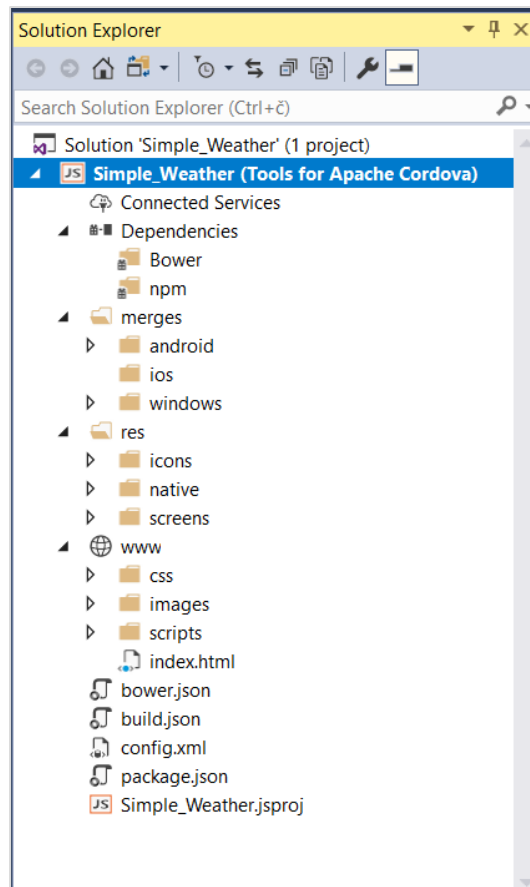 Solution Explorer
Search Solution Explorer (Ctrl+č)
Solution 'Simple_Weather' (1 project)
JS Simple_Weather (Tools for Apache Cordova)
Connected Services
Dependencies
Bower
npm
merges
android
ios
windows
res
icons
native
screens
www
css
images
scripts
index.html
bower.json
build.json
config.xml
package.json
JS Simple_Weather.jsproj